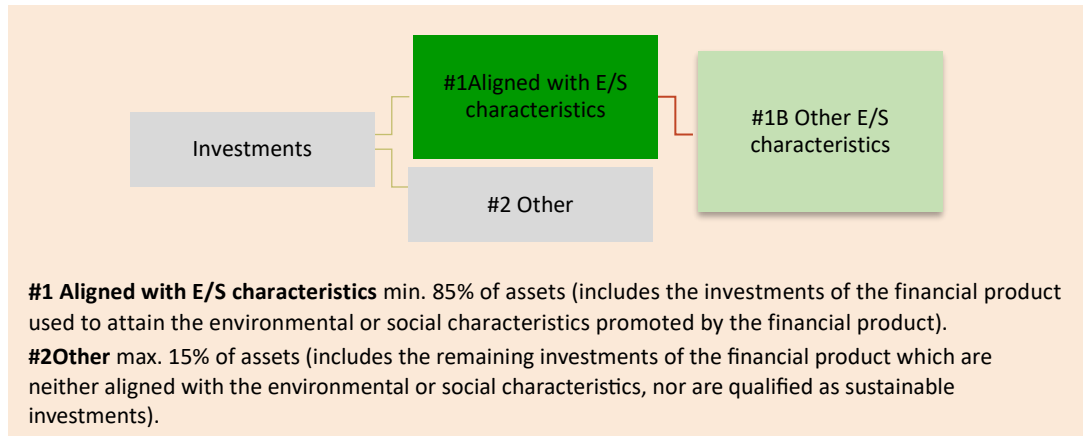 #1Aligned with E/S
characteristics
#1B Other E/S
characteristics
Investments
#2 Other
#1 Aligned with E/S characteristics min. 85% of assets (includes the investments of the financial product
used to attain the environmental or social characteristics promoted by the financial product).
#2Other max. 15% of assets (includes the remaining investments of the financial product which are
neither aligned with the environmental or social characteristics, nor are qualified as sustainable
investments).